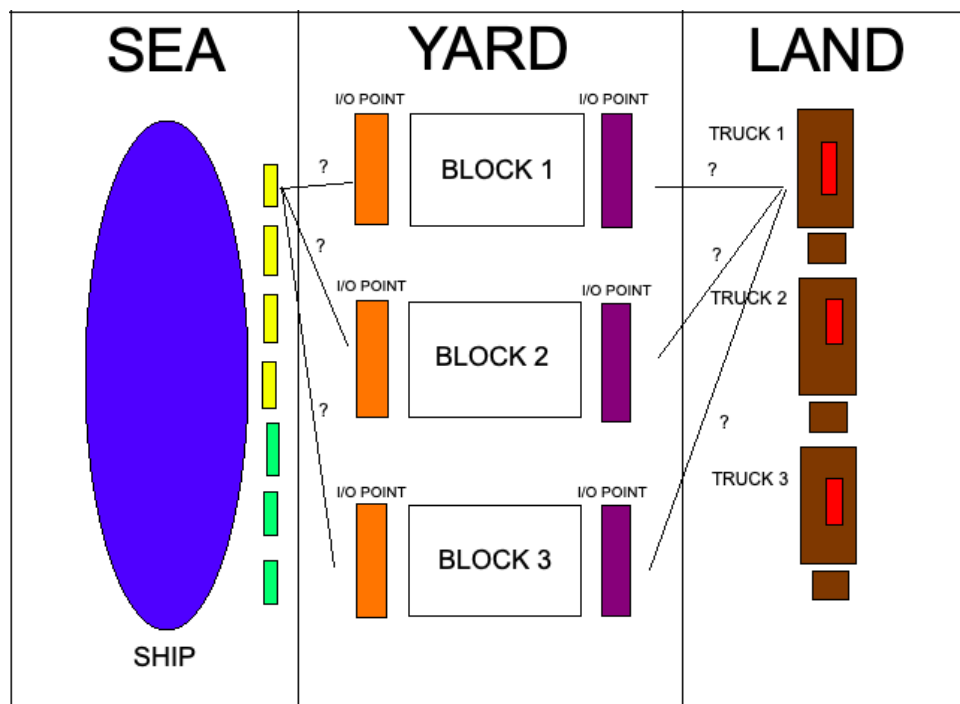 SEA
YARD
LAND
I/O POINT
I/O POINT
BLOCK 1
TRUCK 1
?
?
?
?
I/O POINT
I/O POINT
BLOCK 2
TRUCK 2
?
?
I/O POINT
I/O POINT
BLOCK 3
TRUCK 3
SHIP